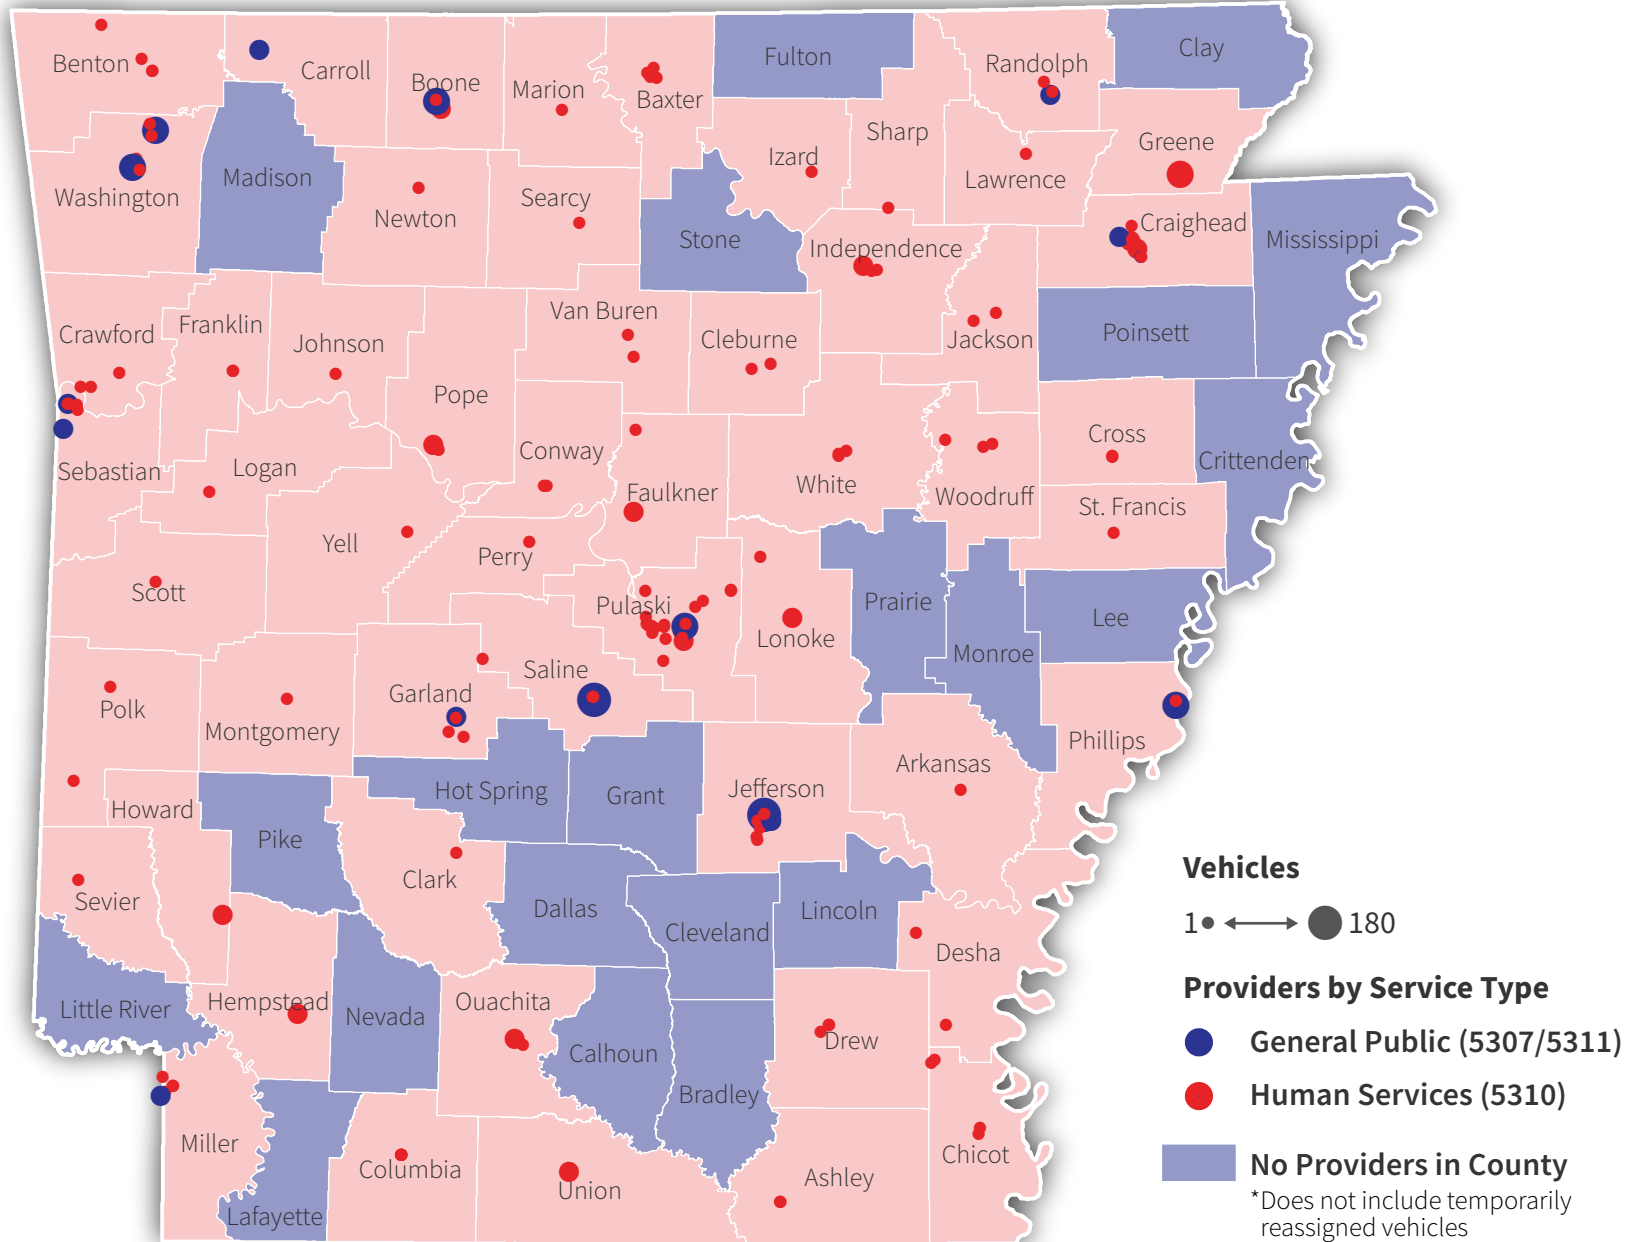 Benton
Carroll
Boone
Marion
Baxter
Fulton
Randolph
Clay
Washington
Madison
Newton
Searcy
Stone
Izard
Sharp
Lawrence
Greene
Independence
Craighead
Mississippi
Crawford
Franklin
Johnson
Pope
Van Buren
Cleburne
Jackson
Poinsett
Sebastian
Logan
Conway
Faulkner
White
Woodruff
Cross
Crittenden
St. Francis
Scott
Yell
Perry
Pulaski
Lonoke
Prairie
Monroe
Lee
Polk
Montgomery
Garland
Saline
Hot Spring
Grant
Jefferson
Arkansas
Phillips
Howard
Pike
Clark
Dallas
Cleveland
Lincoln
Desha
Sevier
Little River
Hempstead
Nevada
Ouachita
Calhoun
Bradley
Drew
Miller
Lafayette
Columbia
Union
Ashley
Chicot
Vehicles
1 180
Providers by Service Type
General Public (5307/5311)
Human Services (5310)
No Providers in County
*Does not include temporarily
reassigned vehicles